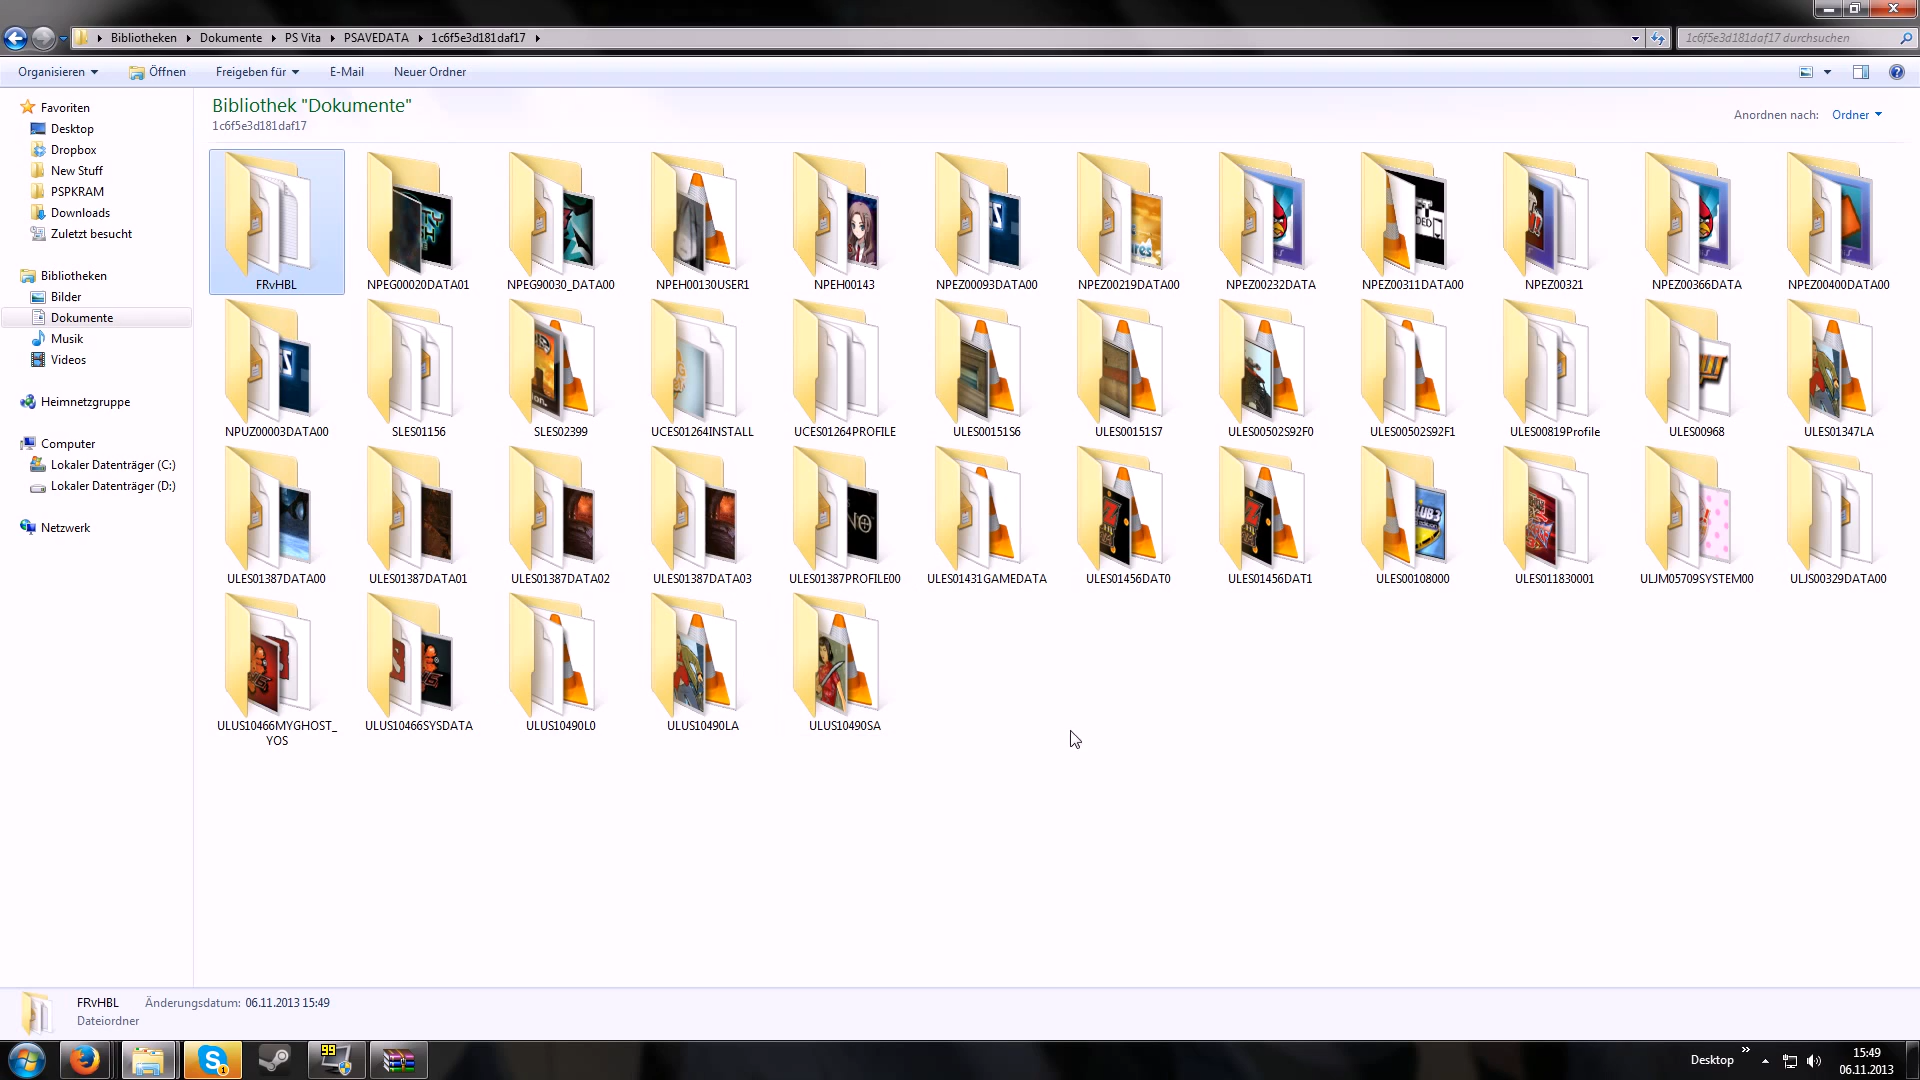 Bibliotheken Dokumente PS Vita PSAVEDATA 1c6f5e3d181daf17
1c6f5e3d181daf17 durchsuchen
Organisieren Öffnen Freigeben für E-Mail Neuer Ordner
Favoriten
Desktop
Dropbox
New Stuff
PSPKRAM
Downloads
Zuletzt besucht
Bibliotheken
Bilder
Dokumente
Musik
Videos
Heimnetzgruppe
Computer
Lokaler Datenträger (C:)
Lokaler Datenträger (D:)
Netzwerk
Bibliothek "Dokumente"
1c6f5e3d181daf17
Anordnen nach: Ordner
FRvHBL NPEG00020DATA01 NPEG90030_DATA00 NPEH00130USER1 NPEH00143 NPEZ00093DATA00 NPEZ00219DATA00 NPEZ00232DATA NPEZ00311DATA00 NPEZ00321 NPEZ00366DATA NPEZ00400DATA00
NPUZ00003DATA00 SLES01156 SLES02399 UCES01264INSTALL UCES01264PROFILE ULES00151S6 ULES00151S7 ULES00502S92F0 ULES00502S92F1 ULES00819Profile ULES00968 ULES01347LA
ULES01387DATA00 ULES01387DATA01 ULES01387DATA02 ULES01387DATA03 ULES01387PROFILE00 ULES01431GAMEDATA ULES01456DAT0 ULES01456DAT1 ULES00108000 ULES011830001 ULJM05709SYSTEM00 ULJS00329DATA00
ULUS10466MYGHOST_
YOS
ULUS10466SYSDATA ULUS10490L0 ULUS10490LA ULUS10490SA
FRvHBL Änderungsdatum: 06.11.2013 15:49
Dateiordner
99
1
Desktop
15:49
06.11.2013